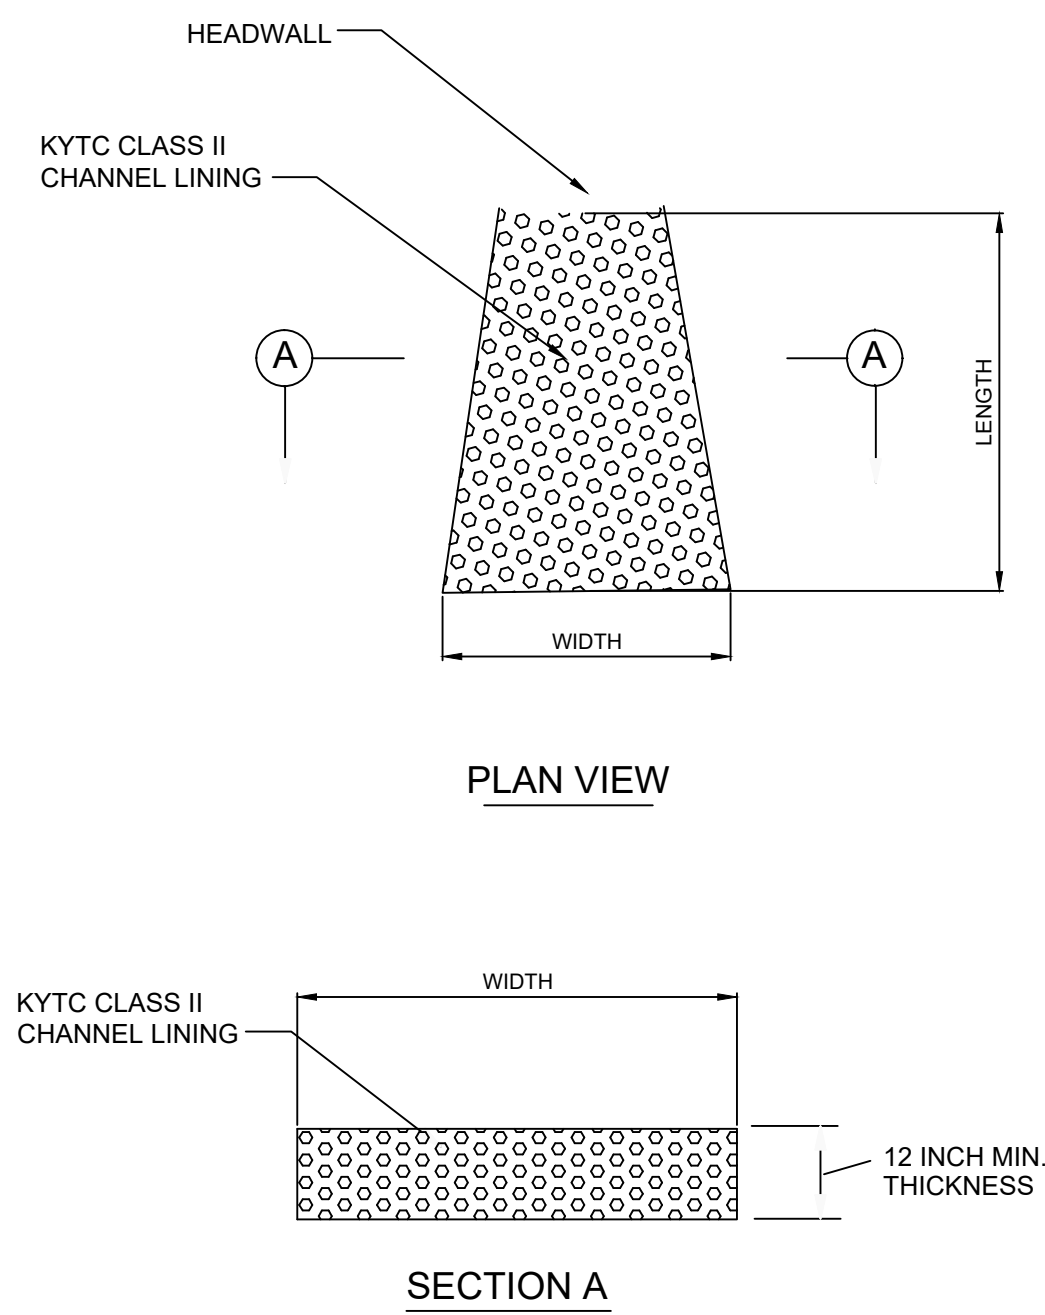 HEADWALL
KYTC CLASS II
CHANNEL LINING
A
A
LENGTH
WIDTH
PLAN VIEW
WIDTH
KYTC CLASS II
CHANNEL LINING
12 INCH MIN.
THICKNESS
SECTION A